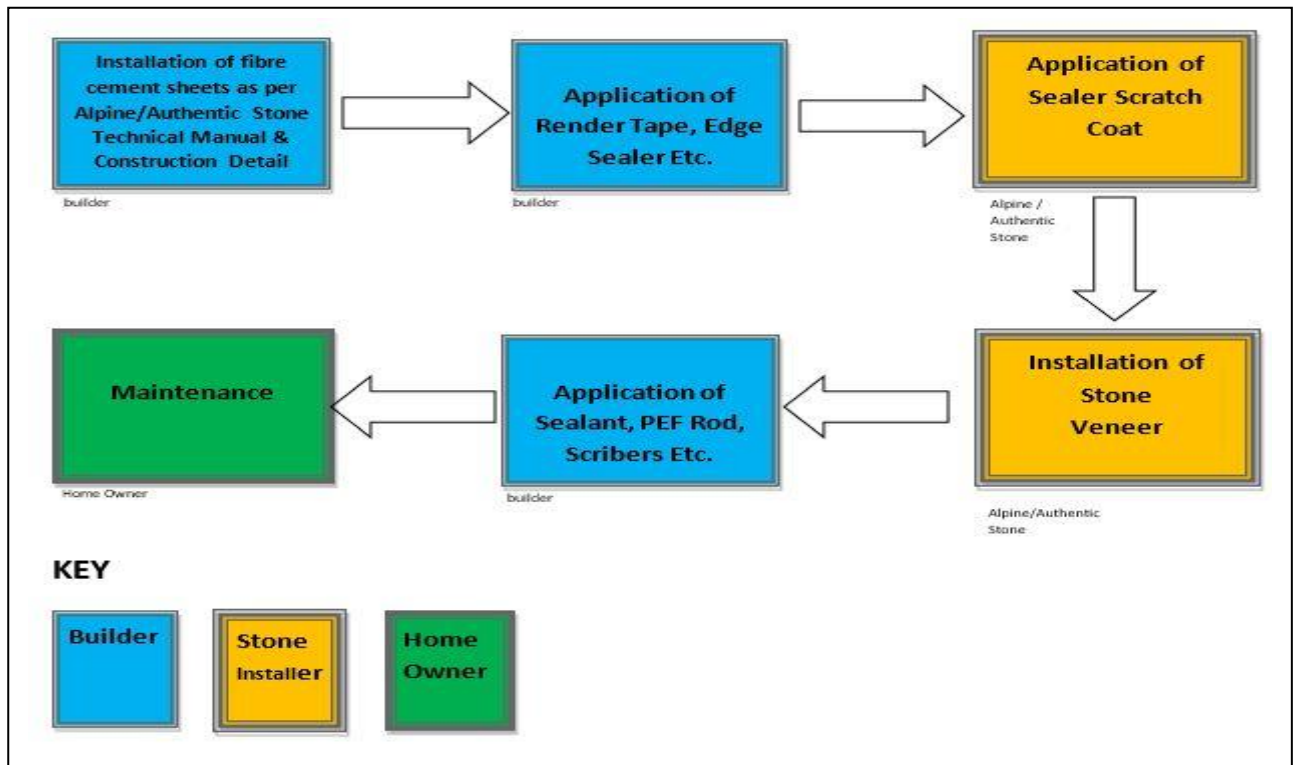 Installation of fibre
cement sheets as per
Alpine/Authentic Stone
Technical Manual &
Construction Detail
builder
Application of
Render Tape, Edge
Sealer Etc.
builder
Application of
Sealer Scratch
Coat
Alpine /
Authentic
Stone
Installation of
Stone
Veneer
Alpine/Authentic
Stone
Application of
Sealant, PEF Rod,
Scribers Etc.
builder
Maintenance
Home Owner
KEY
Builder
Stone
Installer
Home
Owner